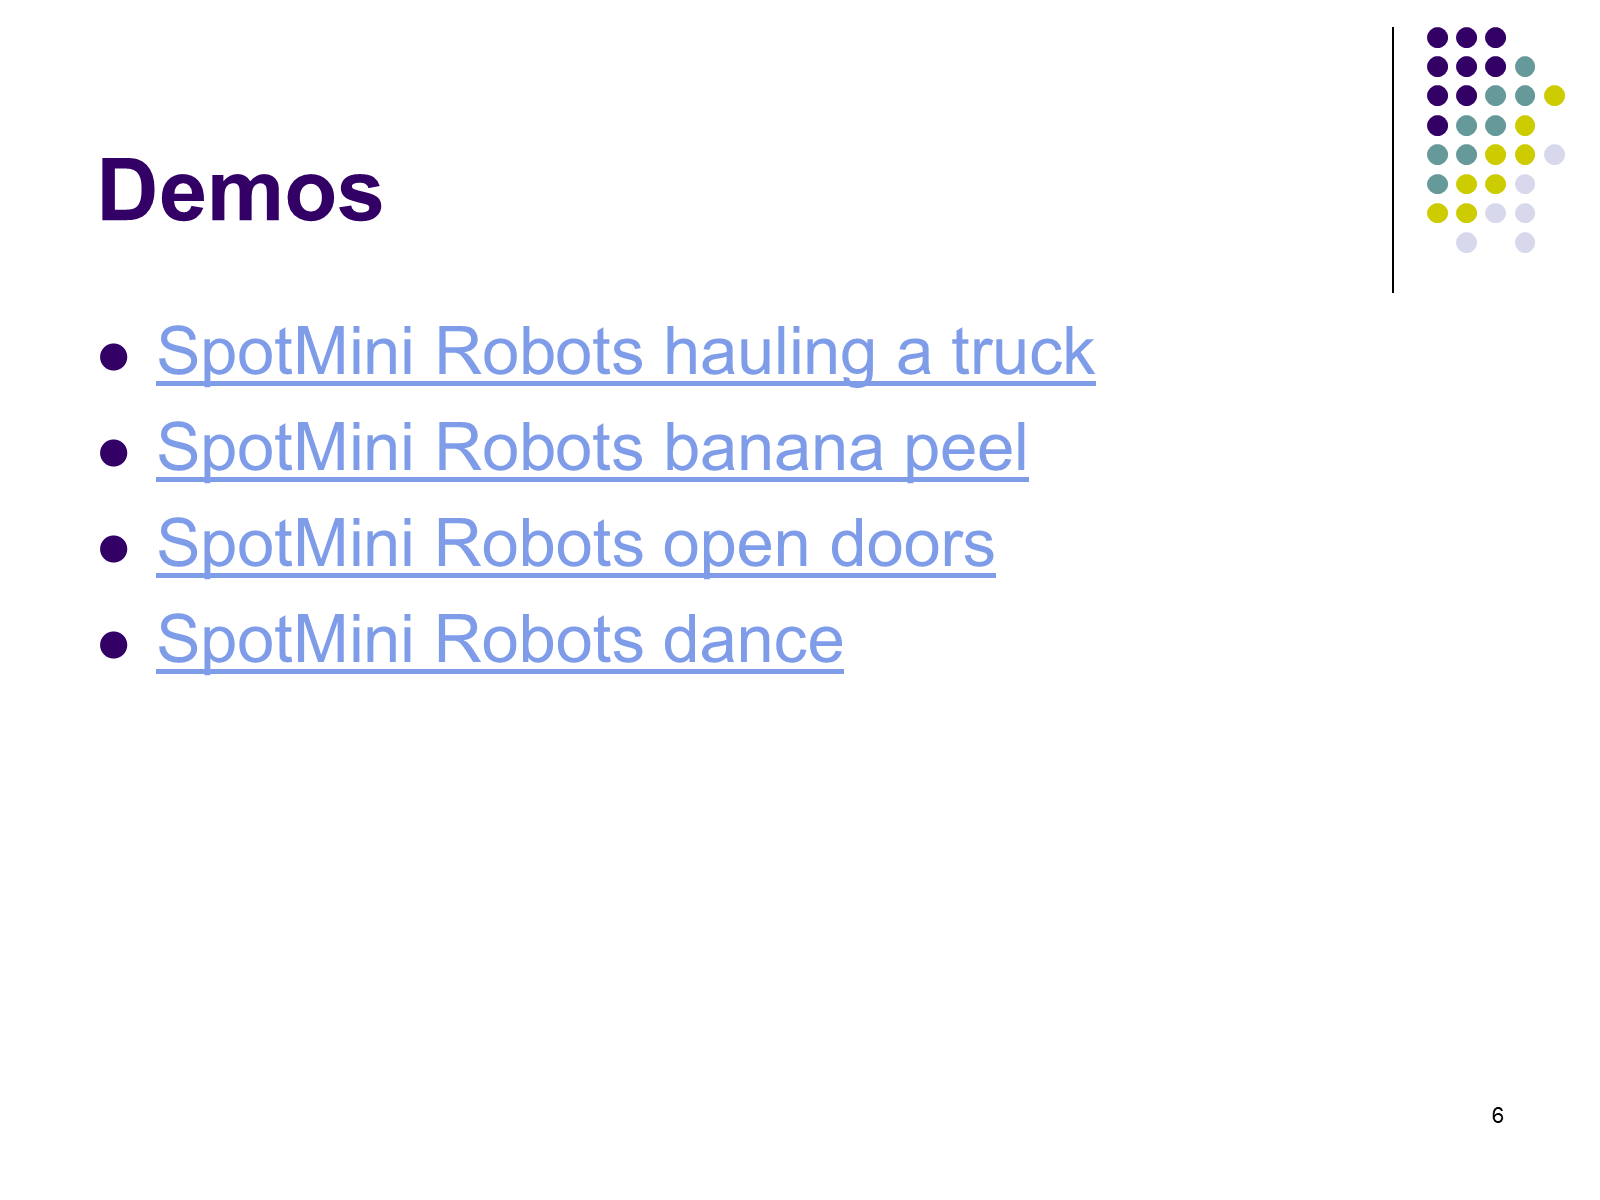 Demos
SpotMini Robots hauling a truck
SpotMini Robots banana peel
SpotMini Robots open doors
SpotMini Robots dance
6